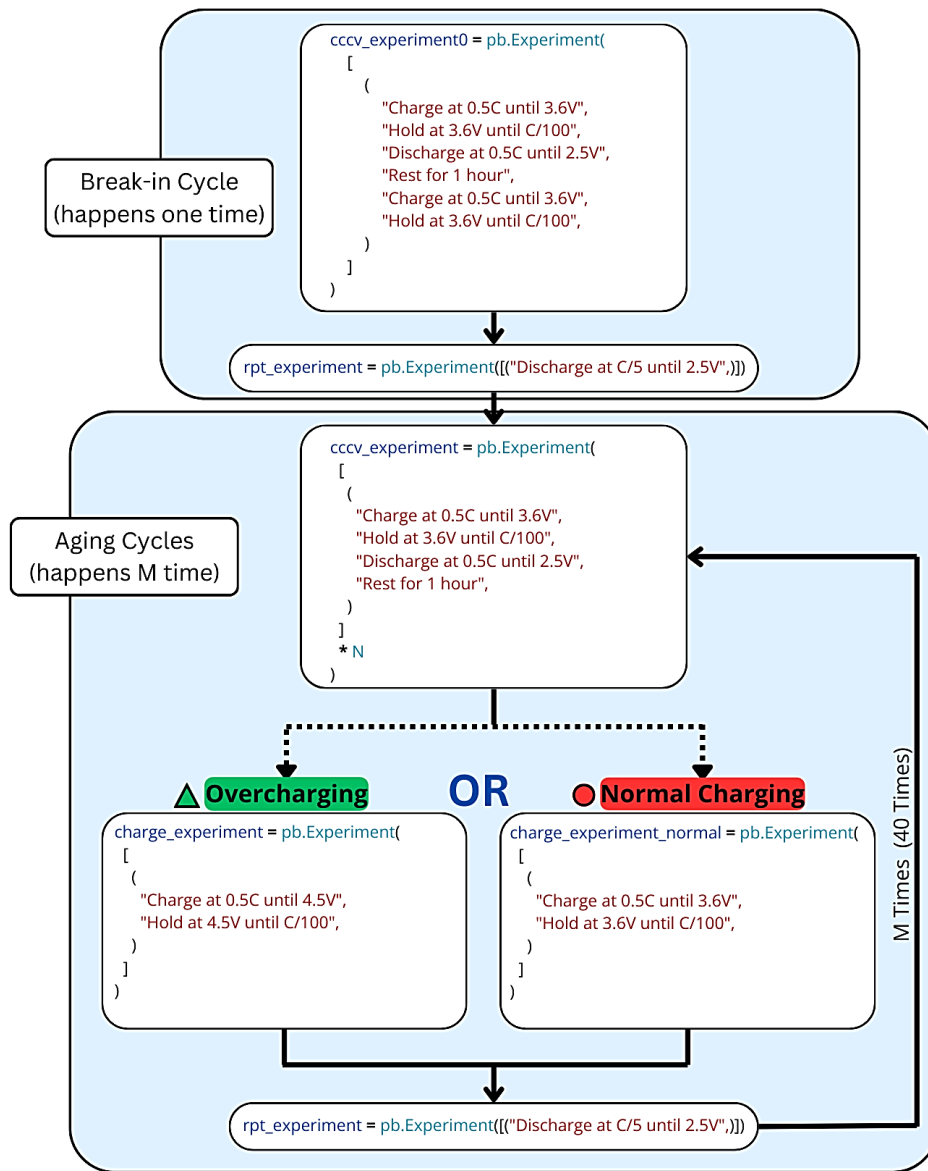 cccv_experiment0 = pb.Experiment(
[
(
"Charge at 0.5C until 3.6V",
"Hold at 3.6V until C/100",
"Discharge at 0.5C until 2.5V",
"Rest for 1 hour",
"Charge at 0.5C until 3.6V",
"Hold at 3.6V until C/100",
)
]
)
Break-in Cycle
(happens one time)
rpt_experiment = pb.Experiment([("Discharge at C/5 until 2.5V",)])
cccv_experiment = pb.Experiment(
[
(
"Charge at 0.5C until 3.6V",
"Hold at 3.6V until C/100",
"Discharge at 0.5C until 2.5V",
"Rest for 1 hour",
)
]
* N
)
Aging Cycles
(happens M time)
Overcharging
OR
Normal Charging
charge_experiment = pb.Experiment(
[
(
"Charge at 0.5C until 4.5V",
"Hold at 4.5V until C/100",
)
]
)
charge_experiment_normal = pb.Experiment(
[
(
"Charge at 0.5C until 3.6V",
"Hold at 3.6V until C/100",
)
]
)
M Times (40 Times)
rpt_experiment = pb.Experiment([("Discharge at C/5 until 2.5V",)])